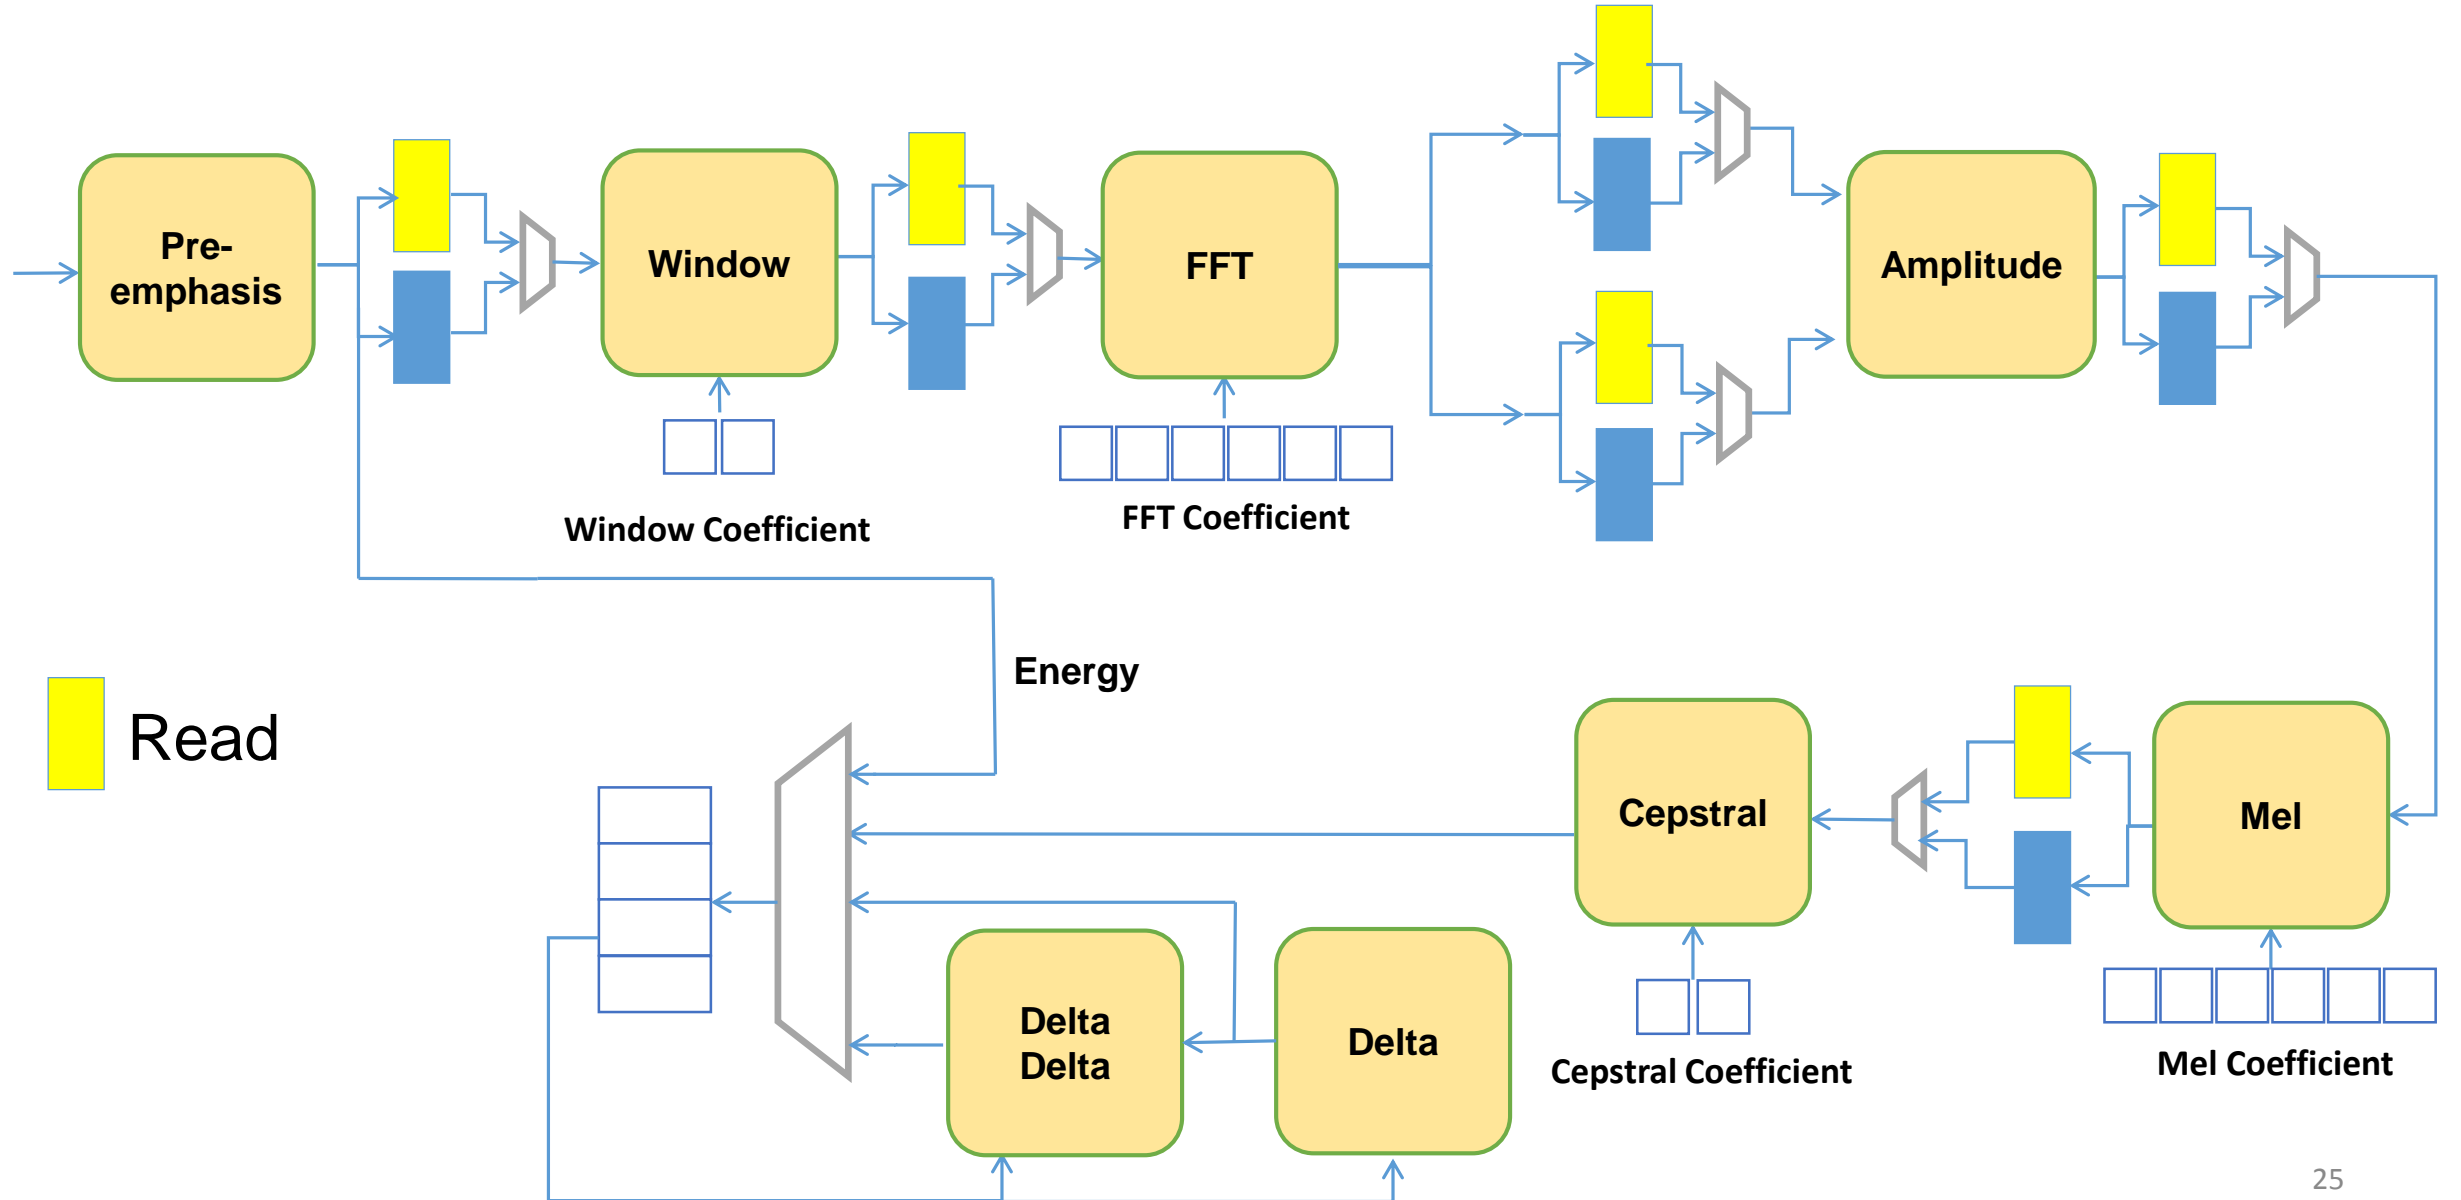 Pre-
emphasis
Window
FFT
Amplitude
Window Coefficient
FFT Coefficient
Energy
Read
Cepstral
Mel
Delta
Delta
Delta
Cepstral Coefficient
Mel Coefficient
25